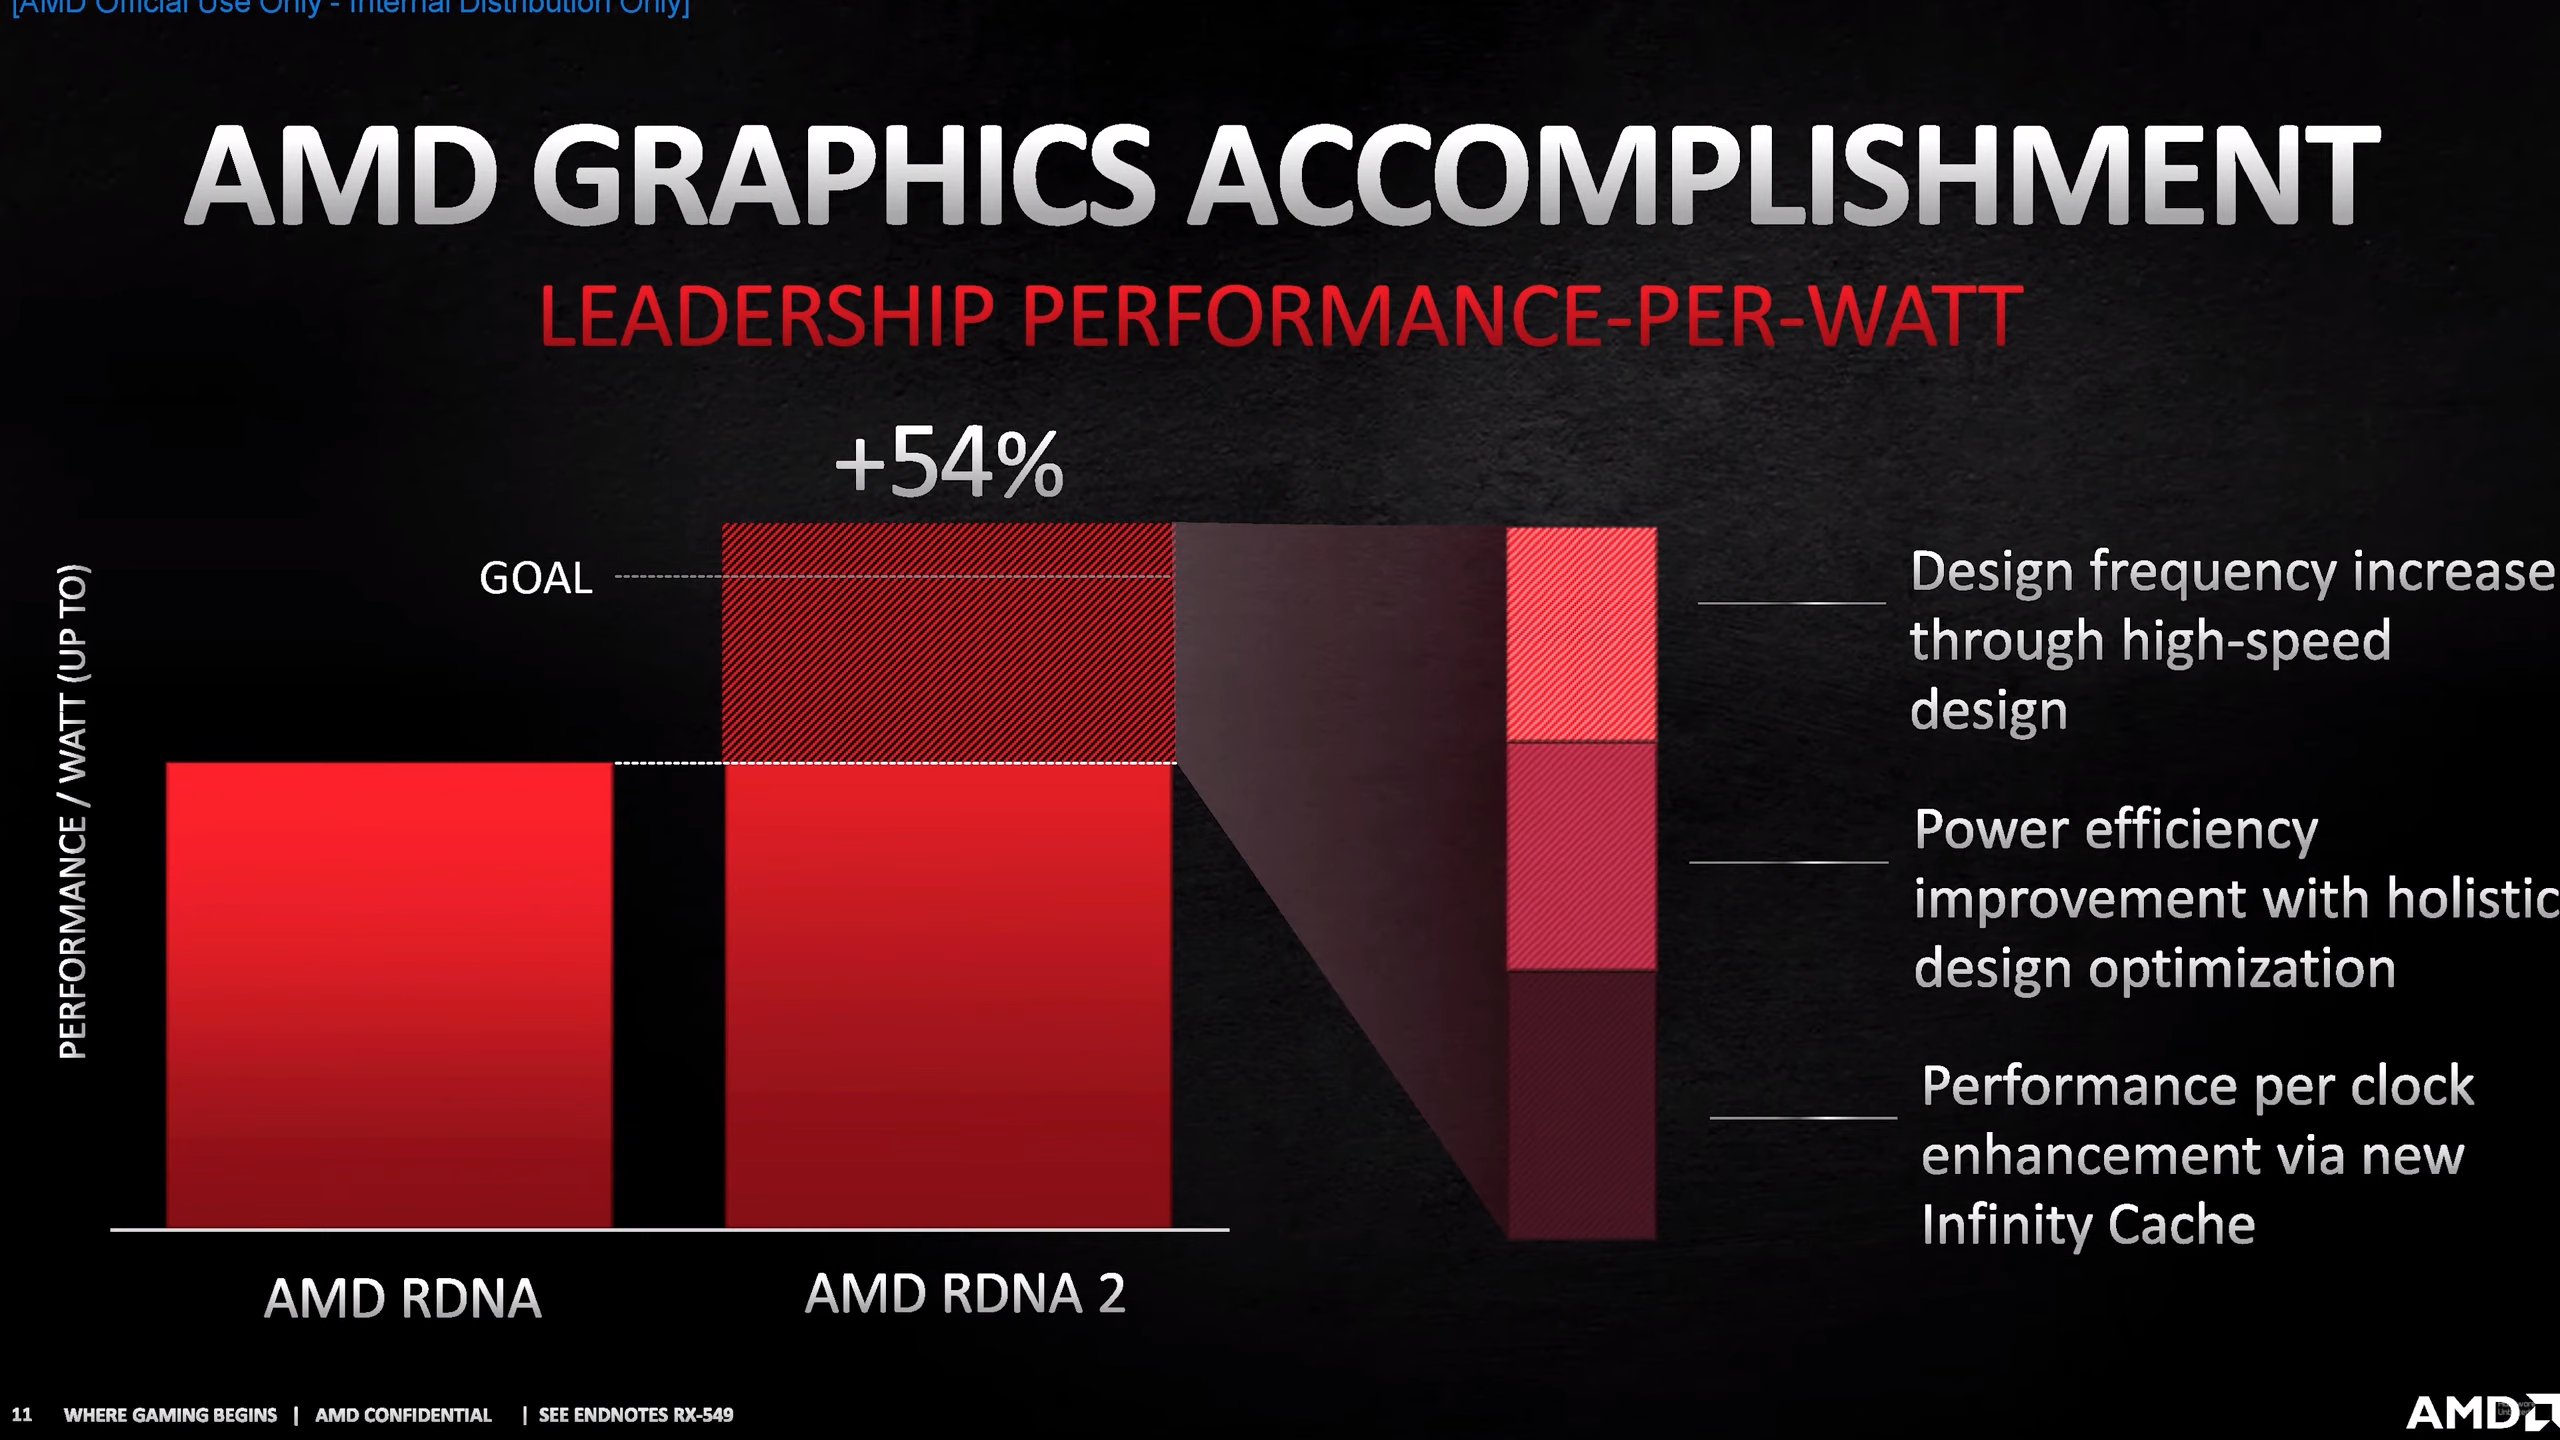 [AMD Official Use Only - Internal Distribution Only]
AMD GRAPHICS ACCOMPLISHMENT
LEADERSHIP PERFORMANCE-PER-WATT
+54%
GOAL
PERFORMANCE / WATT (UP TO)
Design frequency increase
through high-speed
design
Power efficiency
improvement with holistic
design optimization
Performance per clock
enhancement via new
Infinity Cache
AMD RDNA
AMD RDNA 2
11 WHERE GAMING BEGINS | AMD CONFIDENTIAL | SEE ENDNOTES RX-549
AMD